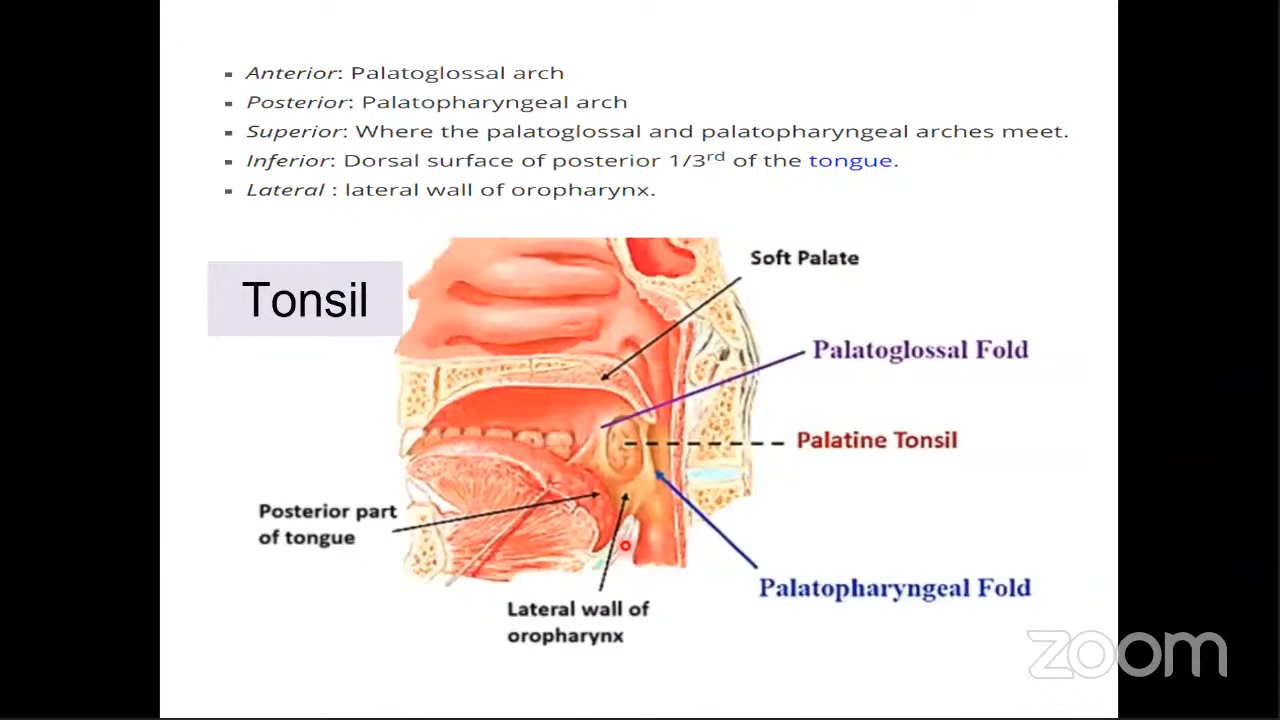 Anterior: Palatoglossal arch
Posterior: Palatopharyngeal arch
Superior: Where the palatoglossal and palatopharyngeal arches meet.
Inferior: Dorsal surface of posterior 1/3rd of the tongue.
Lateral : lateral wall of oropharynx.
Soft Palate
Tonsil
Palatoglossal Fold
Palatine Tonsil
Posterior part
of tongue
Palatopharyngeal Fold
Lateral wall of
oropharynx
zoom